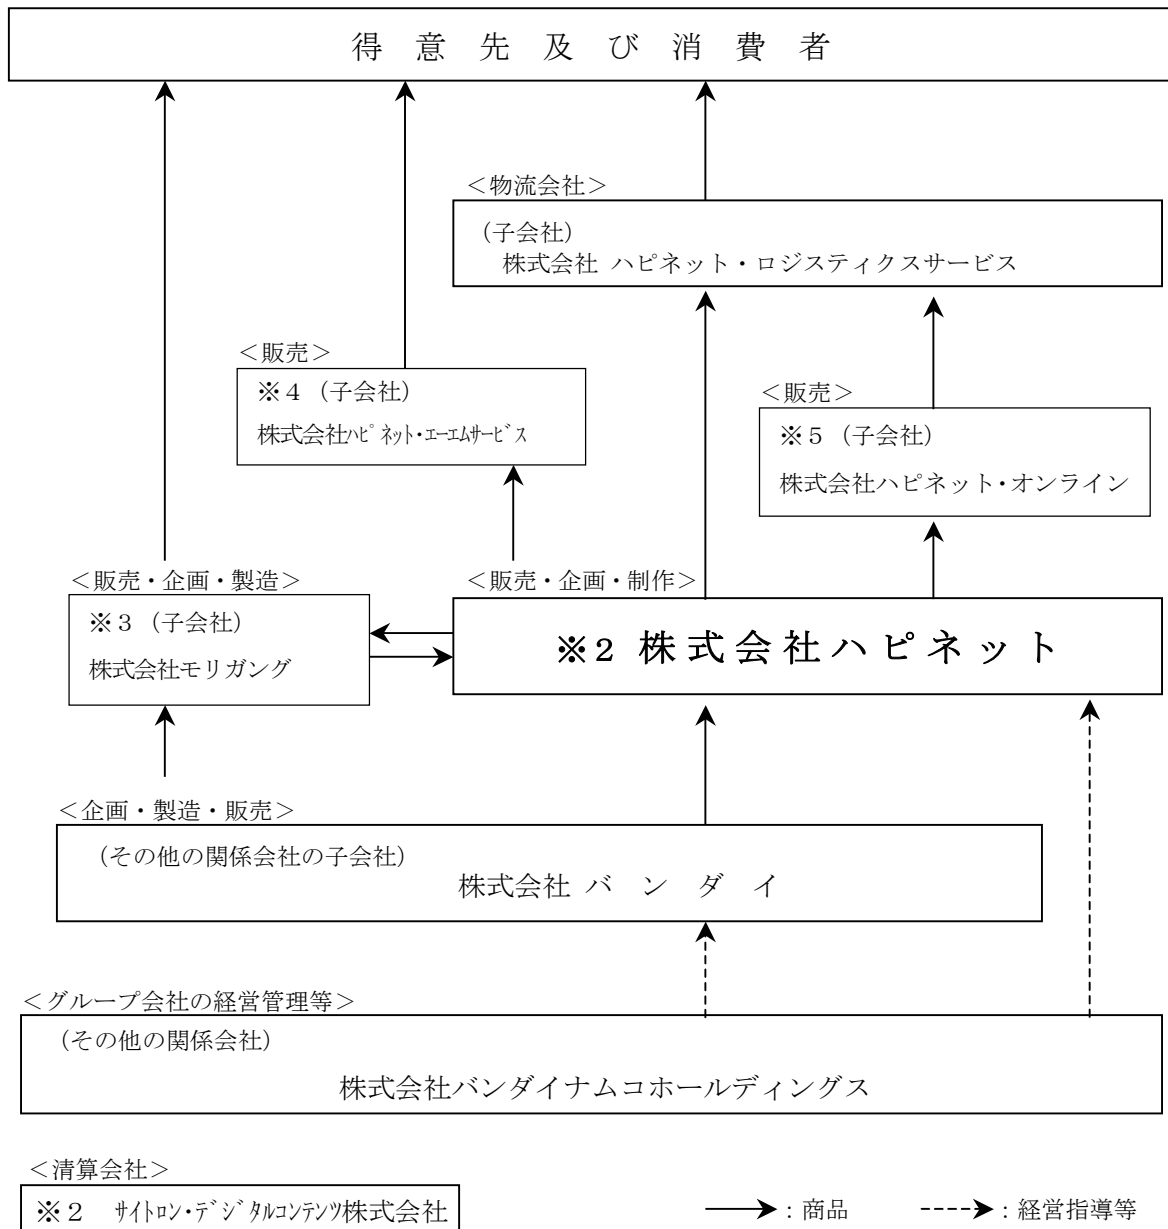 得意先及び消費者
＜物流会社＞
（子会社）
株式会社 ハピネット・ロジスティクスサービス
＜販売＞
※４（子会社）
株式会社ﾊﾋﾟﾈｯﾄ・ｴｰｴﾑｻｰﾋﾞｽ
＜販売＞
※５（子会社）
株式会社ハピネット・オンライン
＜販売・企画・製造＞
※３（子会社）
株式会社モリガング
＜販売・企画・制作＞
※2 株式会社ハピネット
＜企画・製造・販売＞
（その他の関係会社の子会社）
株式会社 バンダイ
＜グループ会社の経営管理等＞
（その他の関係会社）
株式会社バンダイナムコホールディングス
＜清算会社＞
※２ ｻｲﾄﾛﾝ・ﾃﾞｼﾞﾀﾙｺﾝﾃﾝﾂ株式会社
：商品
：経営指導等